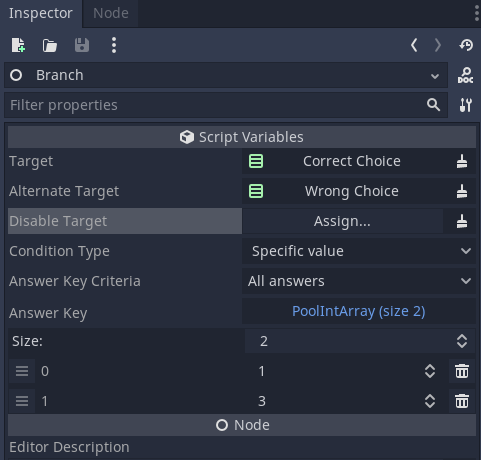 Inspector Node
Branch
DOC
Filter properties
Script Variables
Target Correct Choice
Alternate Target Wrong Choice
Disable Target Assign...
Condition Type Specific value
Answer Key Criteria All answers
Answer Key PoolIntArray (size 2)
Size: 2
0 1
1 3
Node
Editor Description